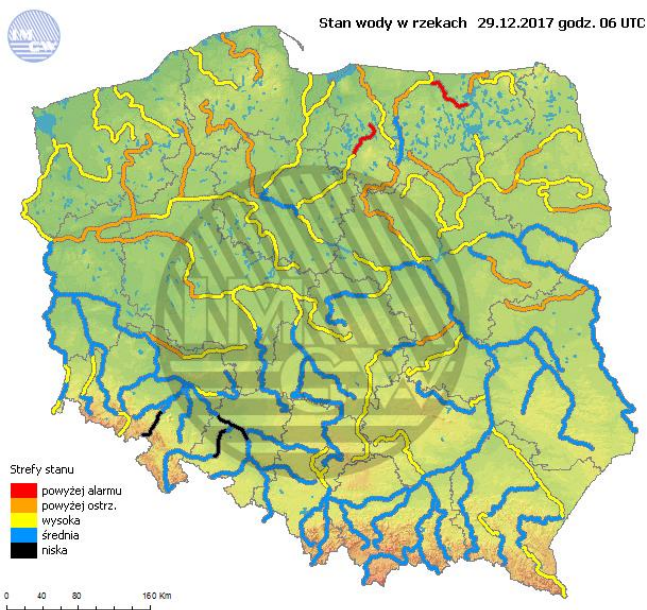 Stan wody w rzekach 29.12.2017 godz. 06 UTC
IMGW
Strefy stanu
powyżej alarmu
powyżej ostrz.
wysoka
średnia
niska
0 40 80 160 Km